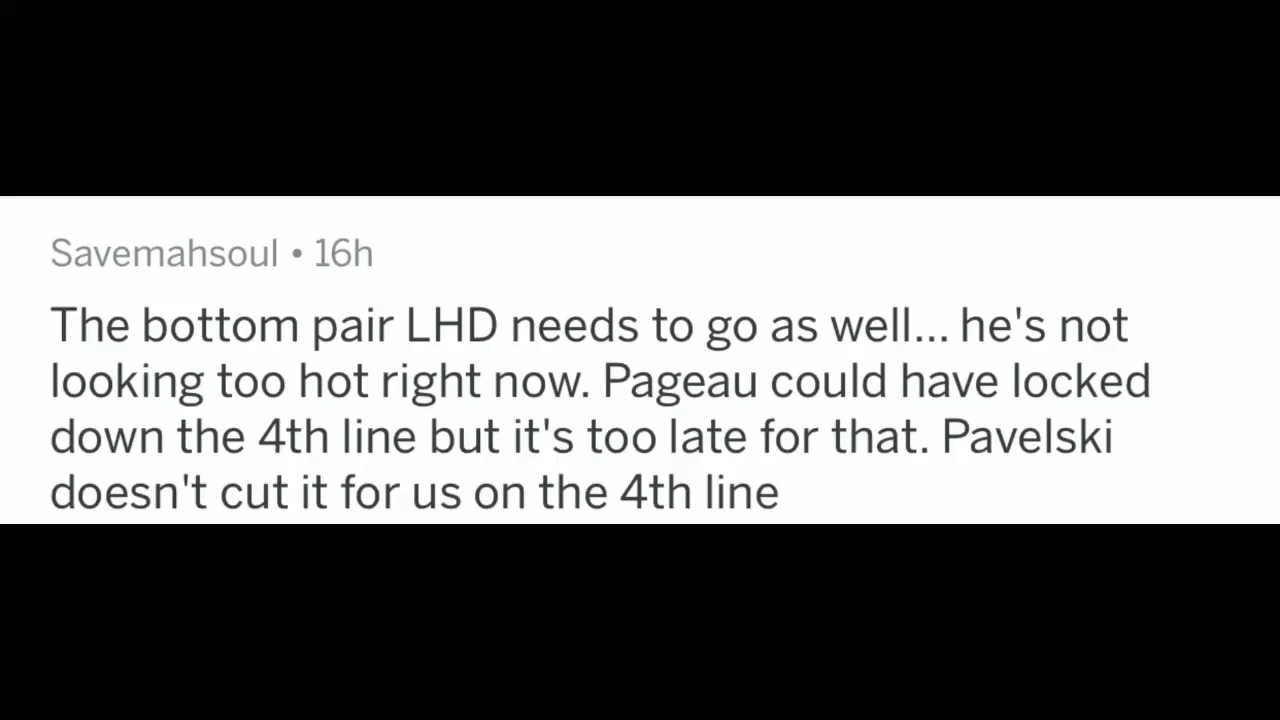 Savemahsoul • 16h
The bottom pair LHD needs to go as well... he's not
looking too hot right now. Pageau could have locked
down the 4th line but it's too late for that. Pavelski
doesn't cut it for us on the 4th line